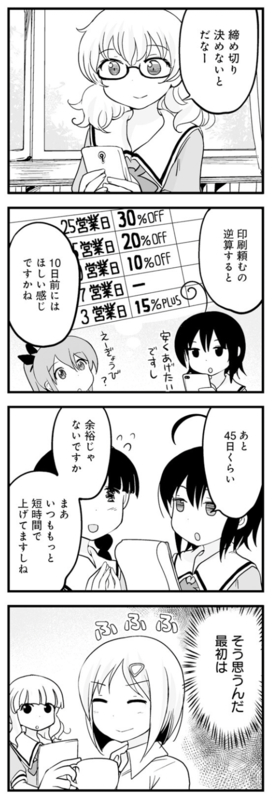 締め切り
決めないと
だなー
印刷頼むの
逆算すると
25営業日 30%OFF
5営業日 20%OFF
営業日 10%OFF
7営業日 ー
3営業日 15%PLUS
10日前には
ほしい感じ
ですかね
安くあげたい
ですし
えーぎょうび?
あと
45日くらい
余裕じゃ
ないですか
まあ
いつももっと
短時間で
上げてますしね
そう思うんだ
最初は
ふふふ